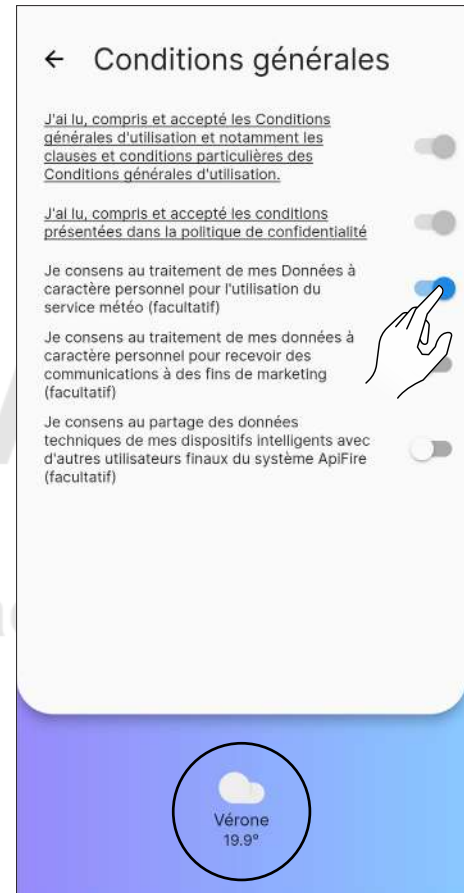 ← Conditions générales
J'ai lu, compris et accepté les Conditions
générales d'utilisation et notamment les
clauses et conditions particulières des
Conditions générales d'utilisation.
J'ai lu, compris et accepté les conditions
présentées dans la politique de confidentialité
Je consens au traitement de mes Données à
caractère personnel pour l'utilisation du
service météo (facultatif)
Je consens au traitement de mes données à
caractère personnel pour recevoir des
communications à des fins de marketing
(facultatif)
Je consens au partage des données
techniques de mes dispositifs intelligents avec
d'autres utilisateurs finaux du système ApiFire
(facultatif)
Vérone
19.9°